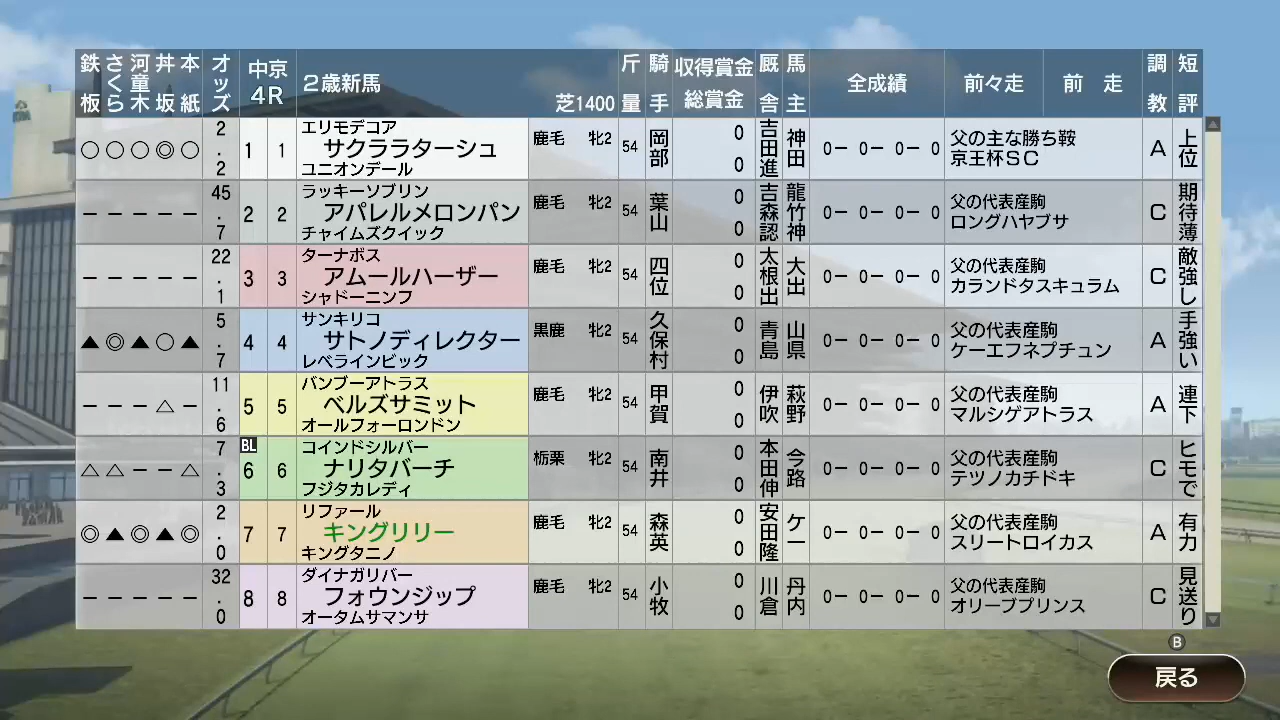 鉄板 さくら 河童木 井坂 本紙 オッズ 中京 4R 2歳新馬 芝1400 斤量 騎手 収得賞金 総賞金 厩舎 馬主 全成績 前々走 前走 調教 短評
○○○◎○ 2.2 1 1 エリモデコア 鹿毛 牝2 54 岡部 0 吉田進 神田 0- 0- 0- 0 父の主な勝ち鞍 A 上位
サクララターシュ
ユニオンデール 0 京王杯SC
----- 45.7 2 2 ラッキーソブリン 鹿毛 牝2 54 葉山 0 吉森認 龍竹神 0- 0- 0- 0 父の代表産駒 C 期待薄
アパレルメロンパン
チャイムズクイック 0 ロングハヤブサ
----- 22.1 3 3 ターナボス 鹿毛 牝2 54 四位 0 太根出 大出 0- 0- 0- 0 父の代表産駒 C 敵強し
アムールハーザー
シャドーニンフ 0 カランドタスキュラム
▲◎▲○▲ 5.7 4 4 サンキリコ 黒鹿 牝2 54 久保村 0 青島 山県 0- 0- 0- 0 父の代表産駒 A 手強い
サトノディレクター
レベラインビック 0 ケーエフネプチュン
---△- 11.6 5 5 バンブーアトラス 鹿毛 牝2 54 甲賀 0 伊吹 萩野 0- 0- 0- 0 父の代表産駒 A 連下
ベルズサミット
オールフォーロンドン 0 マルシゲアトラス
△△--△ 7.3 BL 6 6 コインドシルバー 栃栗 牝2 54 南井 0 本田伸 今路 0- 0- 0- 0 父の代表産駒 C ヒモで
ナリタバーチ
フジタカレディ 0 テツノカチドキ
◎▲◎▲◎ 2.0 7 7 リファール 鹿毛 牝2 54 森英 0 安田隆 ケー 0- 0- 0- 0 父の代表産駒 A 有力
キングリリー
キングタニノ 0 スリートロイカス
----- 32.0 8 8 ダイナガリバー 鹿毛 牝2 54 小牧 0 川倉 丹内 0- 0- 0- 0 父の代表産駒 C 見送り
フォウンジップ
オータムサマンサ 0 オリーブプリンス
B
戻る